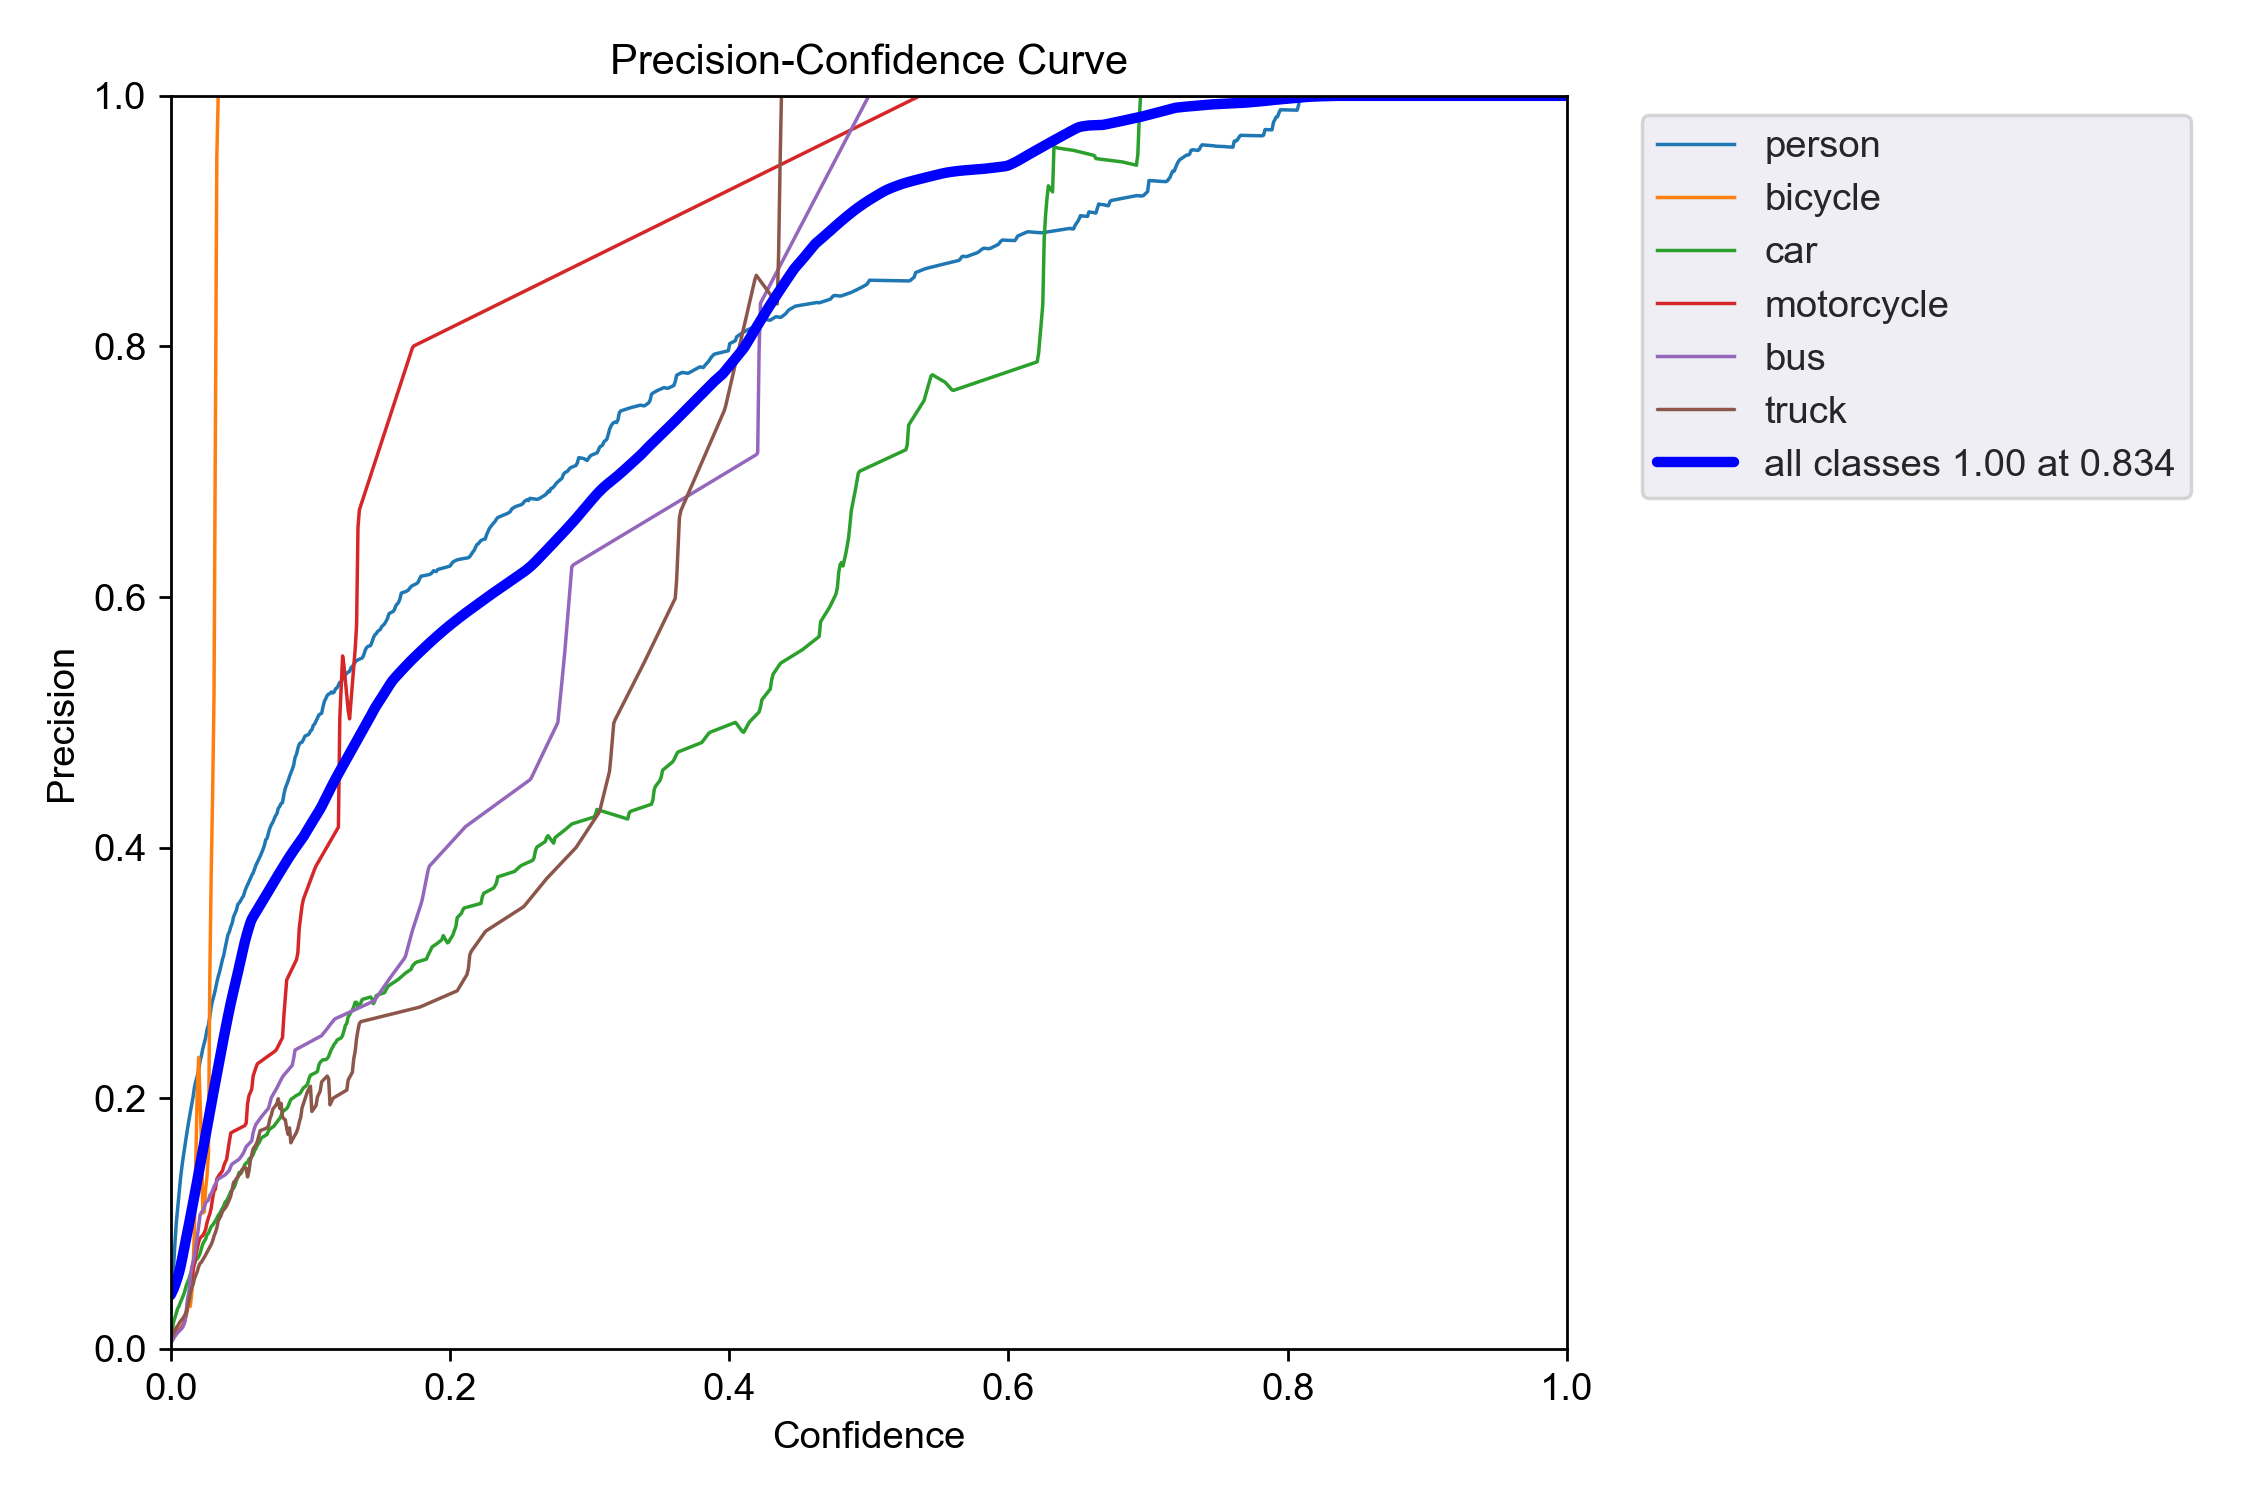 Precision-Confidence Curve
1.0
0.8
0.6
0.4
0.2
0.0
Precision
0.0 0.2 0.4 0.6 0.8 1.0
Confidence
person
bicycle
car
motorcycle
bus
truck
all classes 1.00 at 0.834